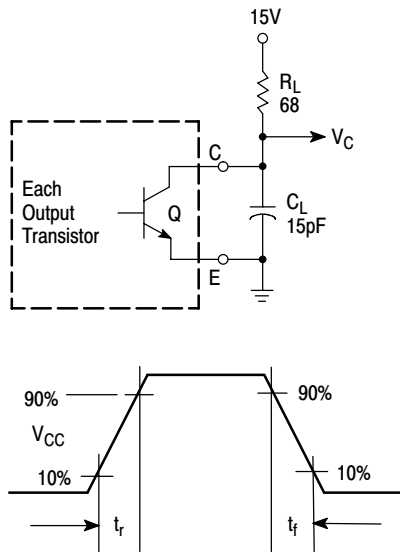 15V
R_L
68
C
V_C
Each
Output
Transistor
Q
C_L
15pF
E
90%
90%
V_CC
10%
10%
t_r
t_f